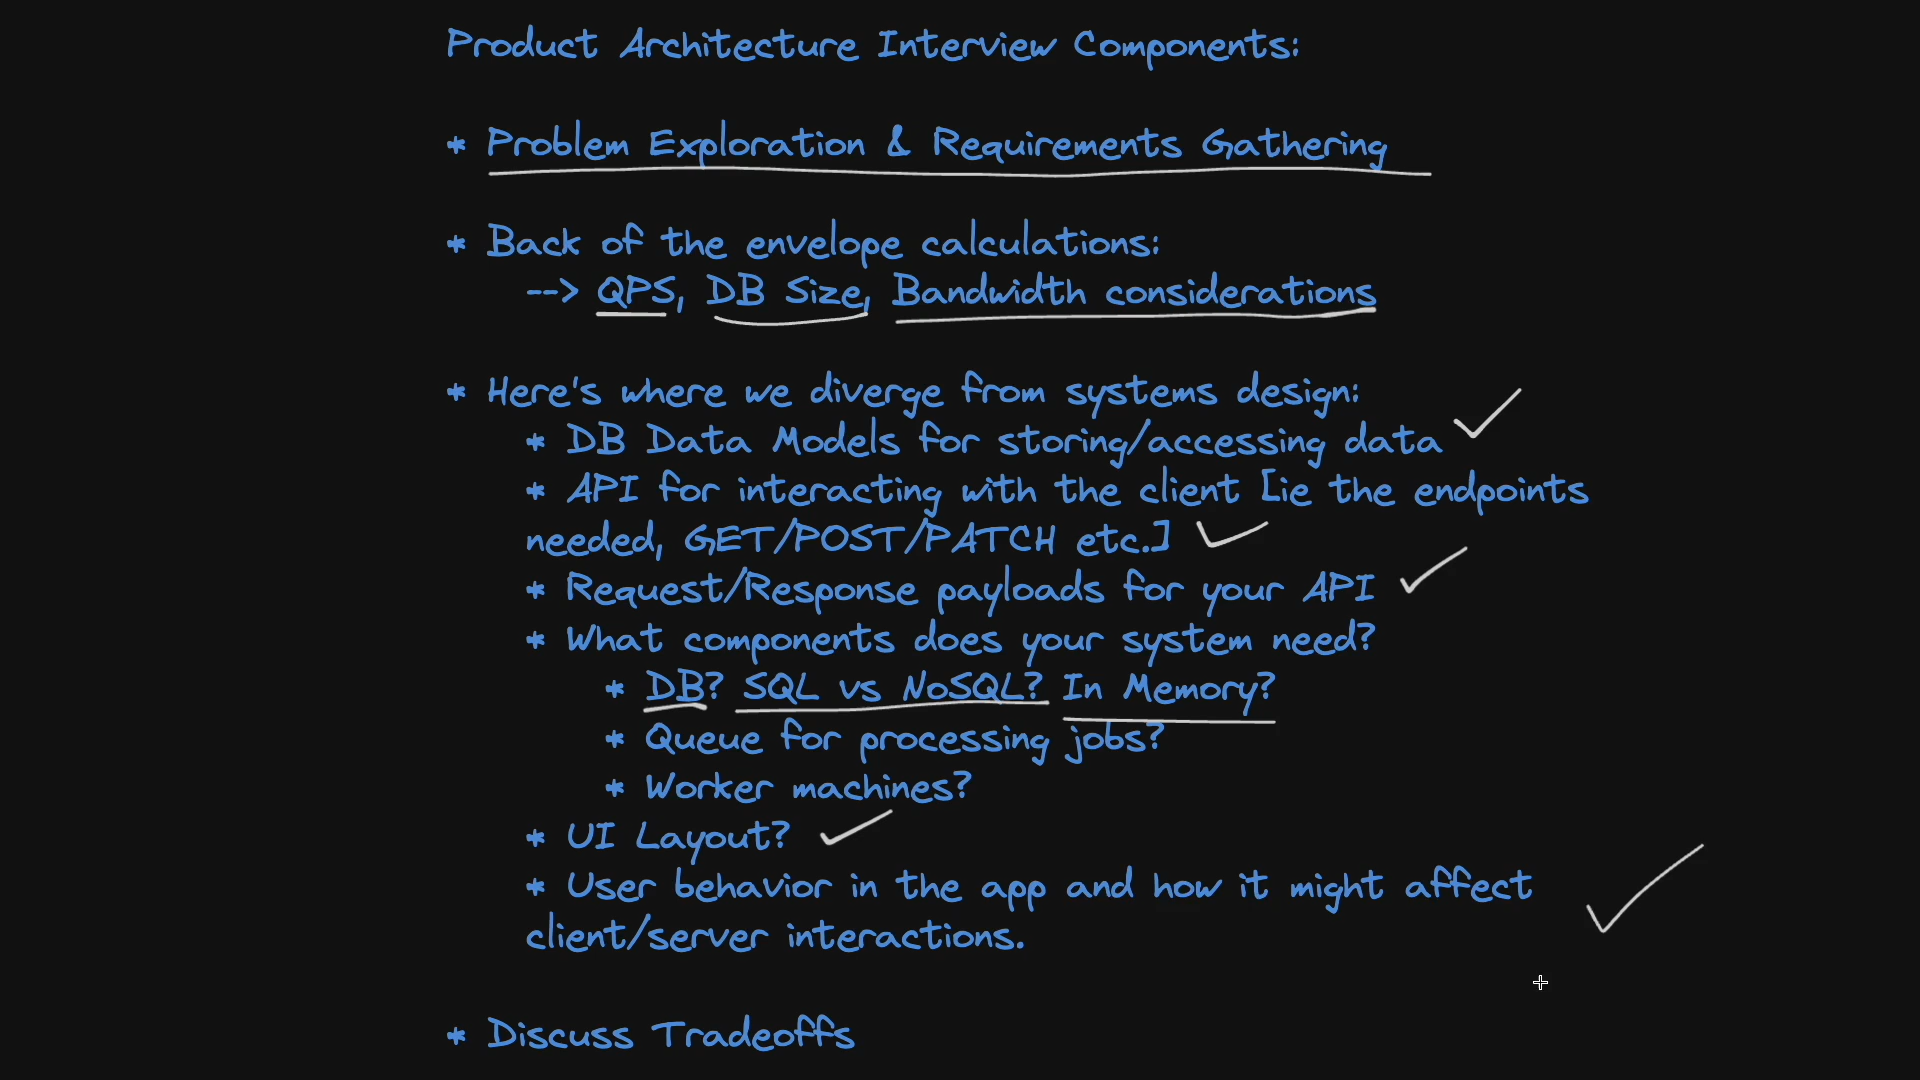 Product Architecture Interview Components:
* Problem Exploration & Requirements Gathering
* Back of the envelope calculations:
--> QPS, DB Size, Bandwidth considerations
* Here's where we diverge from systems design:
* DB Data Models for storing/accessing data
* API for interacting with the client [ie the endpoints
needed, GET/POST/PATCH etc.]
* Request/Response payloads for your API
* What components does your system need?
* DB? SQL vs NoSQL? In Memory?
* Queue for processing jobs?
* Worker machines?
* UI Layout?
* User behavior in the app and how it might affect
client/server interactions.
* Discuss Tradeoffs